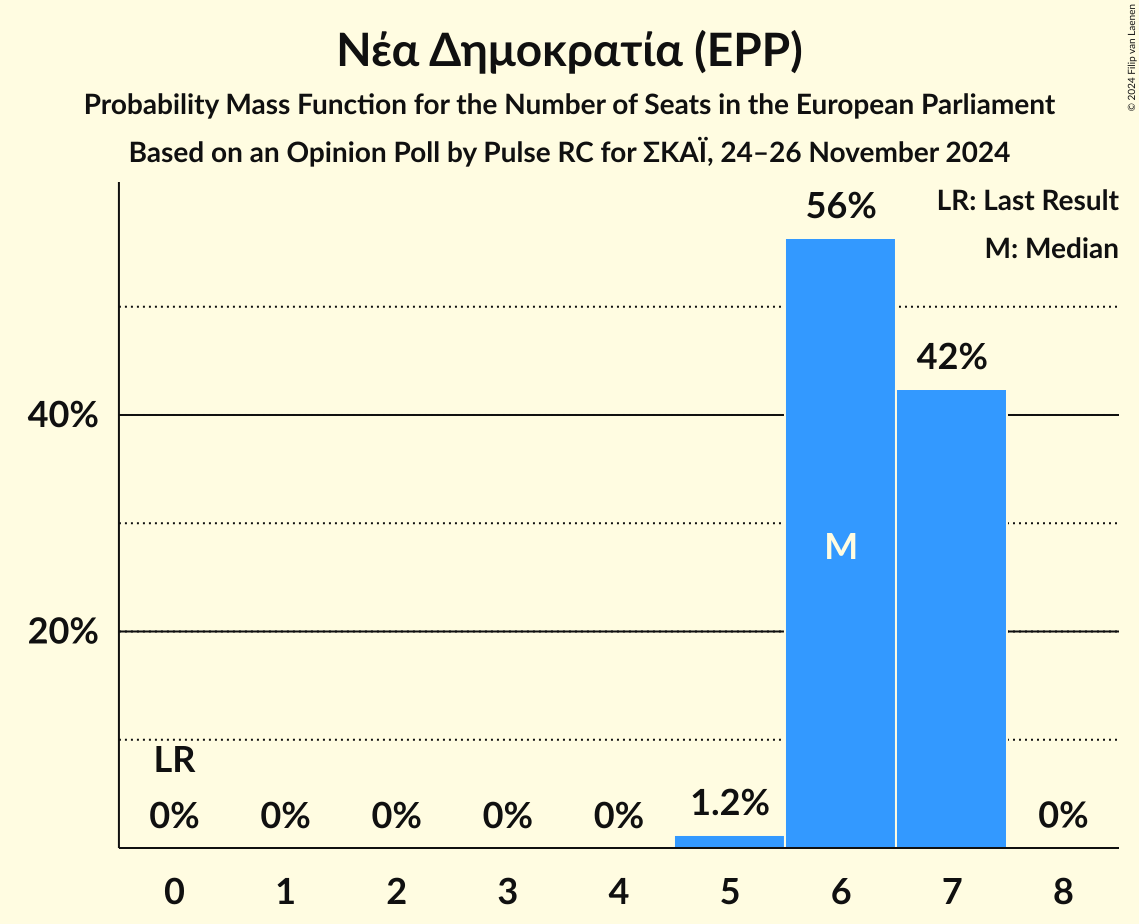 Νέα Δημοκρατία (EPP)
Probability Mass Function for the Number of Seats in the European Parliament
Based on an Opinion Poll by Pulse RC for ΣΚΑΪ, 24–26 November 2024
© 2024 Filip van Laenen
LR: Last Result
M: Median
56%
42%
40%
M
20%
LR
0% 0% 0% 0% 0% 1.2% 0%
0 1 2 3 4 5 6 7 8